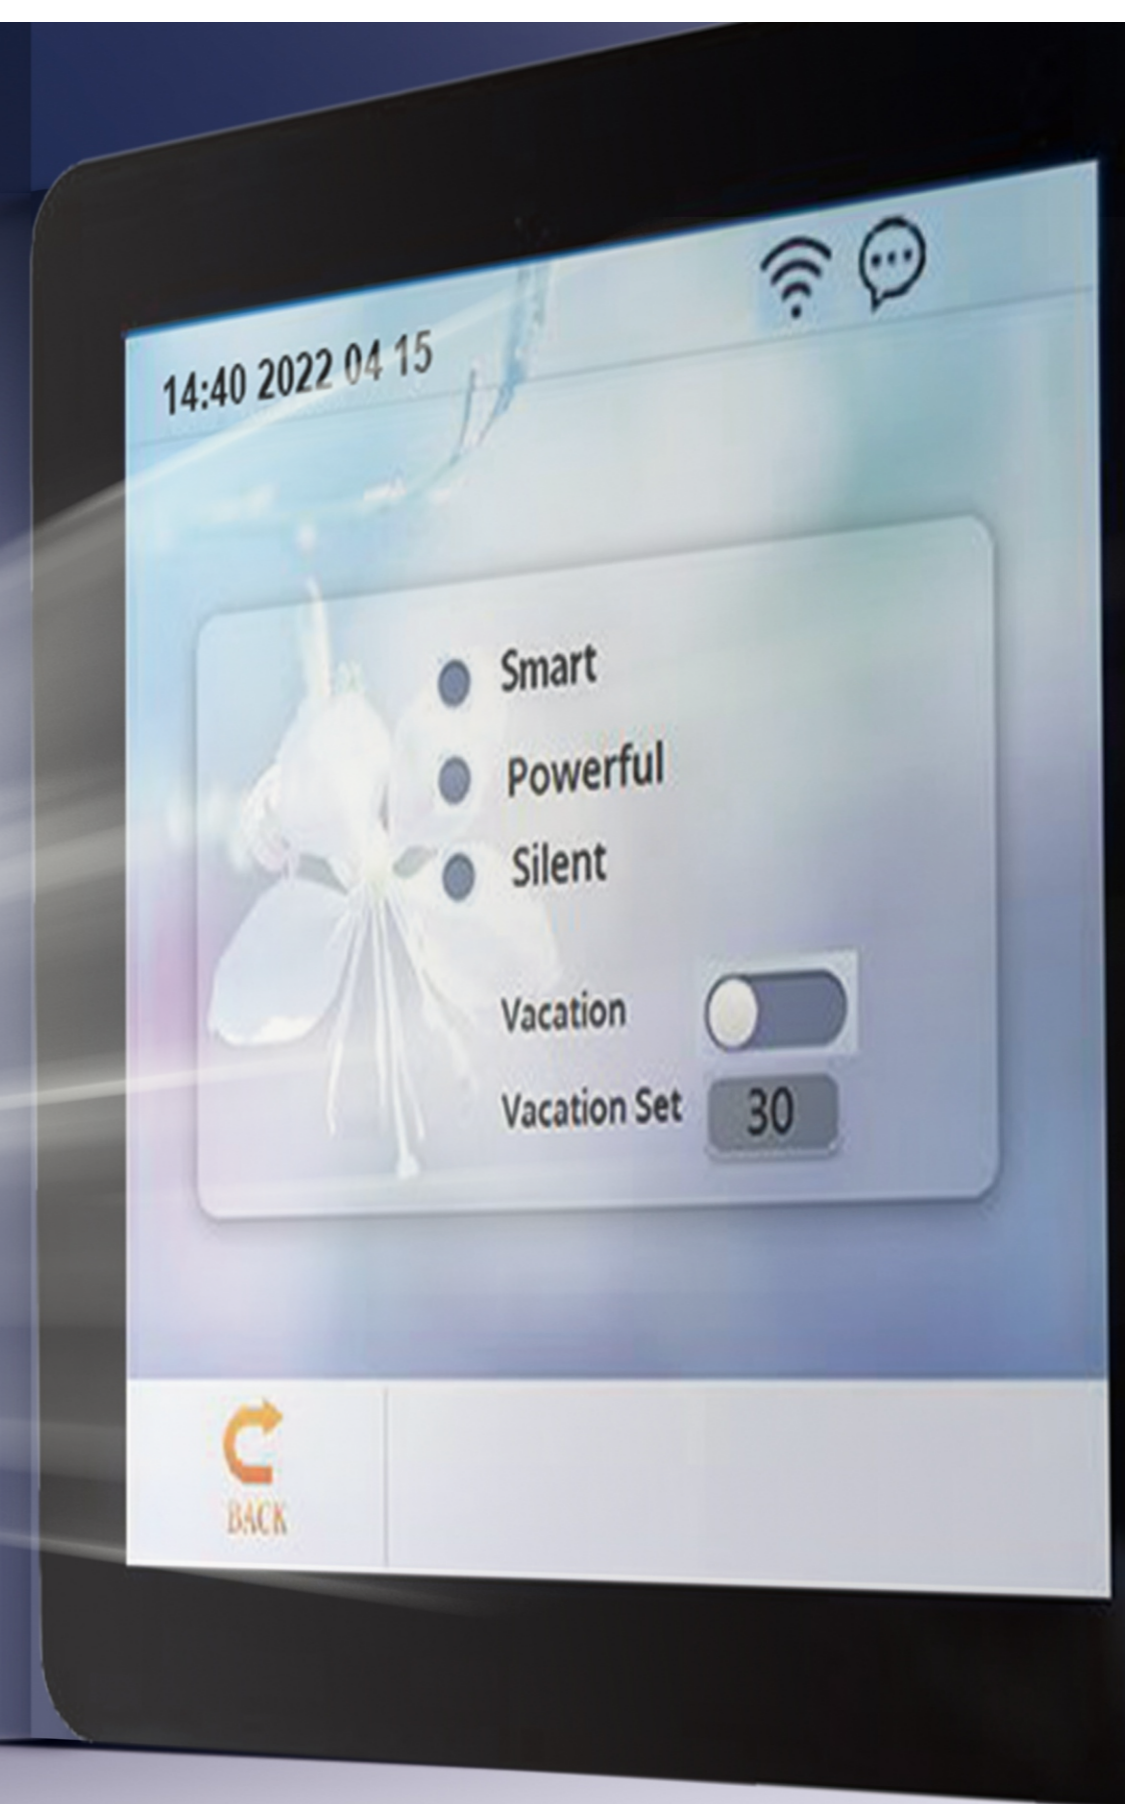 14:40 2022 04 15
Smart
Powerful
Silent
Vacation
Vacation Set 30
BACK